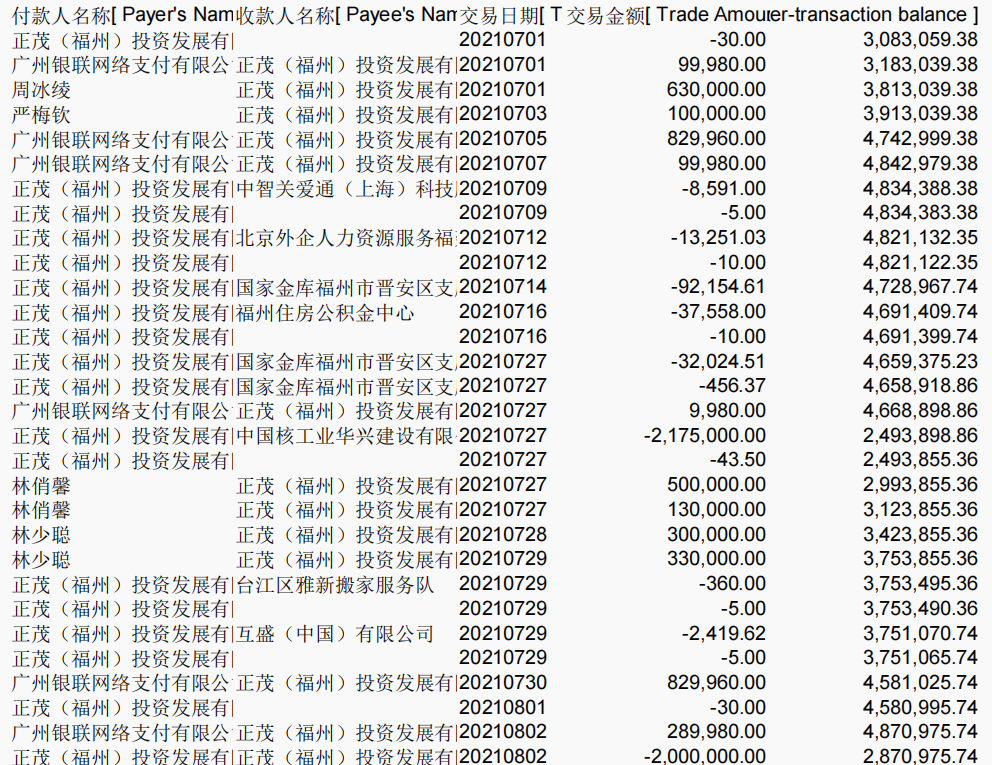 付款人名称[ Payer's Nam 收款人名称[ Payee's Nam 交易日期[ T 交易金额[ Trade Amou er-transaction balance ]
正茂（福州）投资发展有 20210701 -30.00 3,083,059.38
广州银联网络支付有限公 正茂（福州）投资发展有 20210701 99,980.00 3,183,039.38
周冰绫 正茂（福州）投资发展有 20210701 630,000.00 3,813,039.38
严梅钦 正茂（福州）投资发展有 20210703 100,000.00 3,913,039.38
广州银联网络支付有限公 正茂（福州）投资发展有 20210705 829,960.00 4,742,999.38
广州银联网络支付有限公 正茂（福州）投资发展有 20210707 99,980.00 4,842,979.38
正茂（福州）投资发展有 中智关爱通（上海）科技 20210709 -8,591.00 4,834,388.38
正茂（福州）投资发展有 20210709 -5.00 4,834,383.38
正茂（福州）投资发展有 北京外企人力资源服务福 20210712 -13,251.03 4,821,132.35
正茂（福州）投资发展有 20210712 -10.00 4,821,122.35
正茂（福州）投资发展有 国家金库福州市晋安区支 20210714 -92,154.61 4,728,967.74
正茂（福州）投资发展有 福州住房公积金中心 20210716 -37,558.00 4,691,409.74
正茂（福州）投资发展有 20210716 -10.00 4,691,399.74
正茂（福州）投资发展有 国家金库福州市晋安区支 20210727 -32,024.51 4,659,375.23
正茂（福州）投资发展有 国家金库福州市晋安区支 20210727 -456.37 4,658,918.86
广州银联网络支付有限公 正茂（福州）投资发展有 20210727 9,980.00 4,668,898.86
正茂（福州）投资发展有 中国核工业华兴建设有限 20210727 -2,175,000.00 2,493,898.86
正茂（福州）投资发展有 20210727 -43.50 2,493,855.36
林俏馨 正茂（福州）投资发展有 20210727 500,000.00 2,993,855.36
林俏馨 正茂（福州）投资发展有 20210727 130,000.00 3,123,855.36
林少聪 正茂（福州）投资发展有 20210728 300,000.00 3,423,855.36
林少聪 正茂（福州）投资发展有 20210729 330,000.00 3,753,855.36
正茂（福州）投资发展有 台江区雅新搬家服务队 20210729 -360.00 3,753,495.36
正茂（福州）投资发展有 20210729 -5.00 3,753,490.36
正茂（福州）投资发展有 互盛（中国）有限公司 20210729 -2,419.62 3,751,070.74
正茂（福州）投资发展有 20210729 -5.00 3,751,065.74
广州银联网络支付有限公 正茂（福州）投资发展有 20210730 829,960.00 4,581,025.74
正茂（福州）投资发展有 20210801 -30.00 4,580,995.74
广州银联网络支付有限公 正茂（福州）投资发展有 20210802 289,980.00 4,870,975.74
正茂（福州）投资发展有 正茂（福州）投资发展有 20210802 -2,000,000.00 2,870,975.74